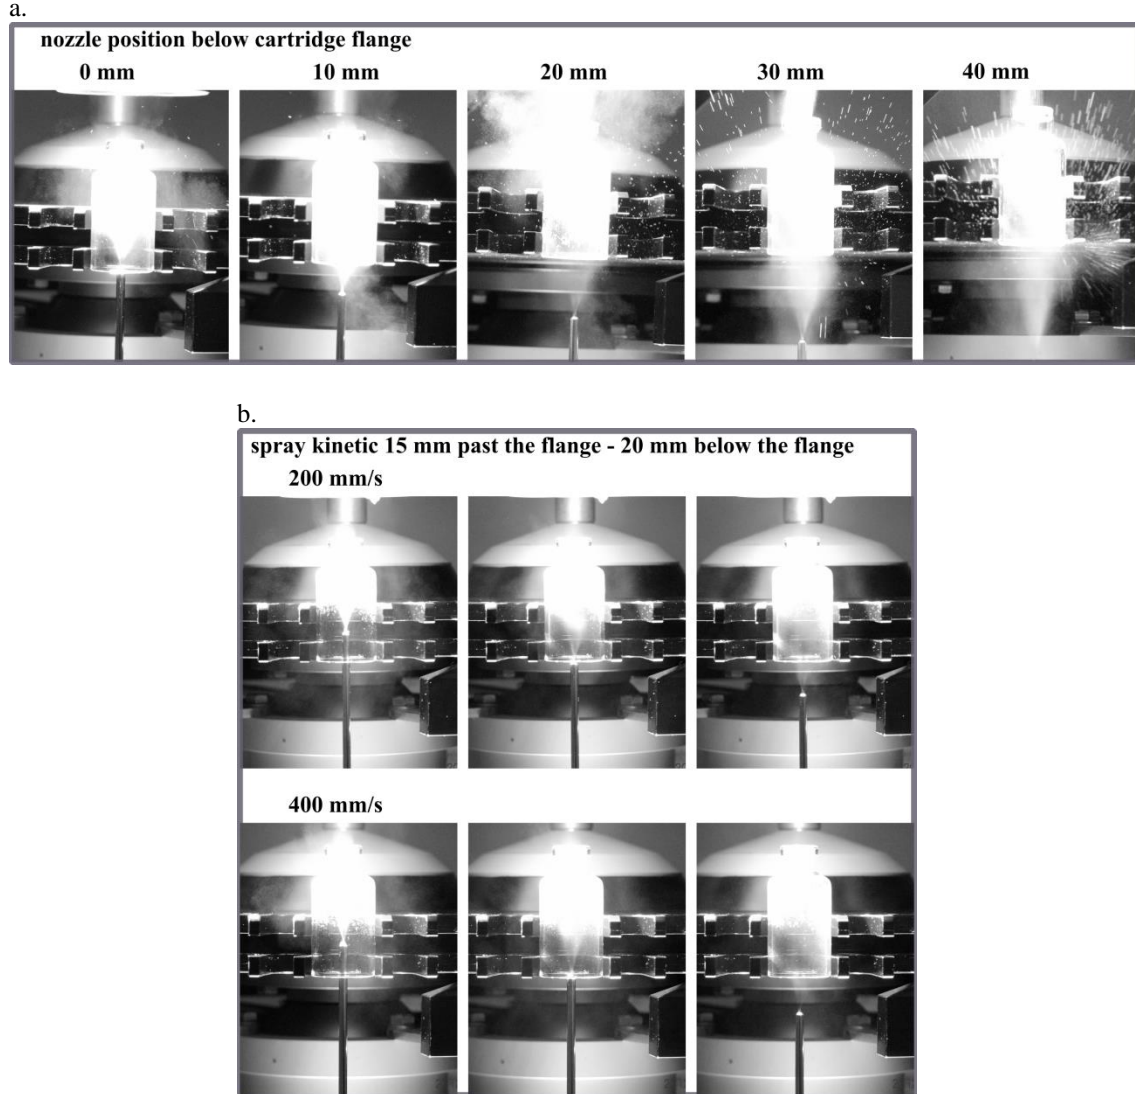 a.
nozzle position below cartridge flange
0 mm 10 mm 20 mm 30 mm 40 mm
b.
spray kinetic 15 mm past the flange - 20 mm below the flange
200 mm/s
400 mm/s